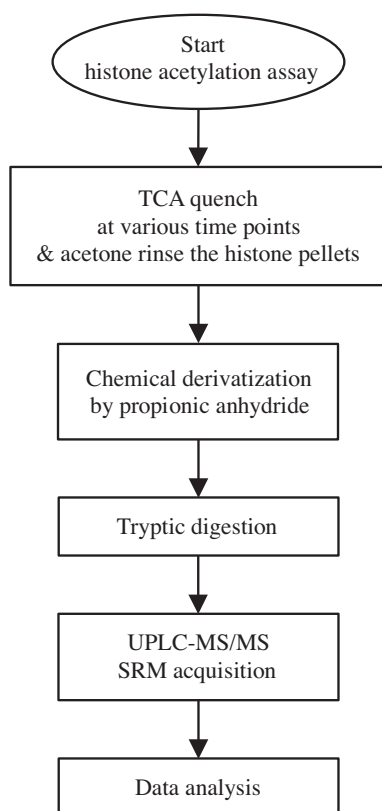 Start
histone acetylation assay
TCA quench
at various time points
& acetone rinse the histone pellets
Chemical derivatization
by propionic anhydride
Tryptic digestion
UPLC-MS/MS
SRM acquisition
Data analysis